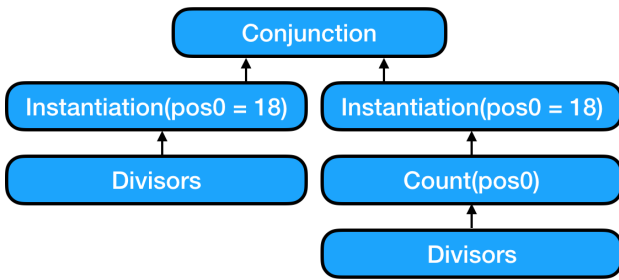 Conjunction
Instantiation(pos0 = 18)
Instantiation(pos0 = 18)
Divisors
Count(pos0)
Divisors